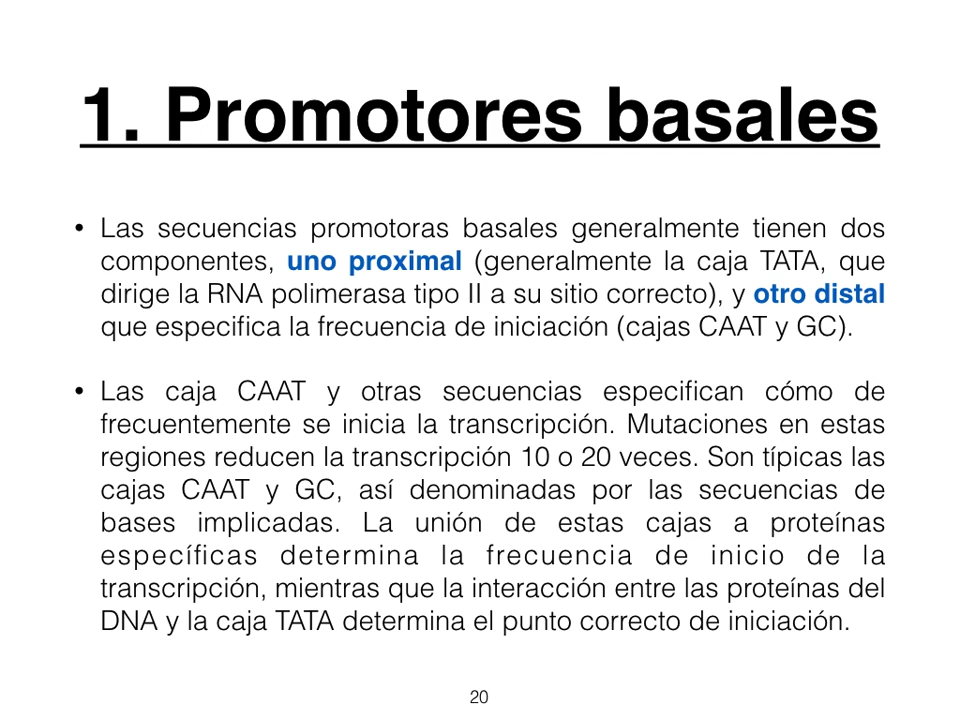 1. Promotores basales
• Las secuencias promotoras basales generalmente tienen dos
componentes, uno proximal (generalmente la caja TATA, que
dirige la RNA polimerasa tipo II a su sitio correcto), y otro distal
que especifica la frecuencia de iniciación (cajas CAAT y GC).
• Las caja CAAT y otras secuencias especifican cómo de
frecuentemente se inicia la transcripción. Mutaciones en estas
regiones reducen la transcripción 10 o 20 veces. Son típicas las
cajas CAAT y GC, así denominadas por las secuencias de
bases implicadas. La unión de estas cajas a proteínas
específicas determina la frecuencia de inicio de la
transcripción, mientras que la interacción entre las proteínas del
DNA y la caja TATA determina el punto correcto de iniciación.
20